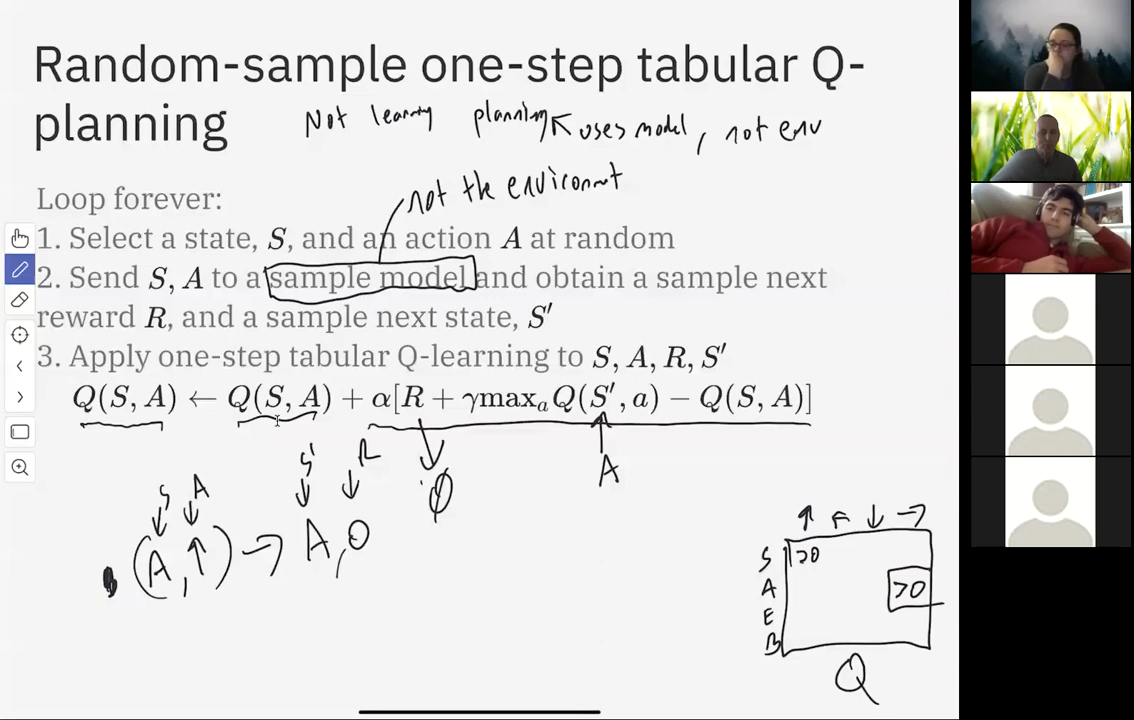 Random-sample one-step tabular Q-
planning
Not learning planning ↖ uses model, not env
not the environment
Loop forever:
1. Select a state, S, and an action A at random
2. Send S, A to a sample model and obtain a sample next
reward R, and a sample next state, S′
3. Apply one-step tabular Q-learning to S, A, R, S′
Q(S, A) ← Q(S, A) + α[R + γmaxₐQ(S′, a) − Q(S, A)]
S′ R
↓ ↓ ↓ A
S A
↓ ↓ Ø
(A, ↑) → A, 0
↑ ← ↓ →
S >0
A >0
E
B
Q